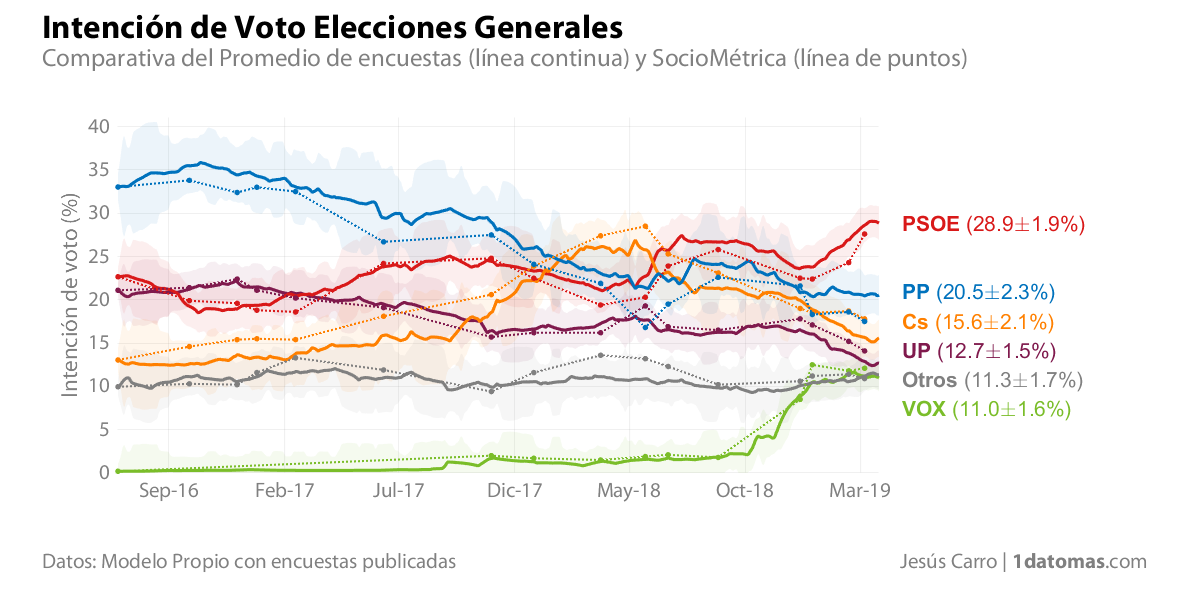 Intención de Voto Elecciones Generales
Comparativa del Promedio de encuestas (línea continua) y SocioMétrica (línea de puntos)
Intención de voto (%)
40
35
30
25
20
15
10
5
0
Sep-16 Feb-17 Jul-17 Dic-17 May-18 Oct-18 Mar-19
PSOE (28.9±1.9%)
PP (20.5±2.3%)
Cs (15.6±2.1%)
UP (12.7±1.5%)
Otros (11.3±1.7%)
VOX (11.0±1.6%)
Datos: Modelo Propio con encuestas publicadas
Jesús Carro | 1datomas.com